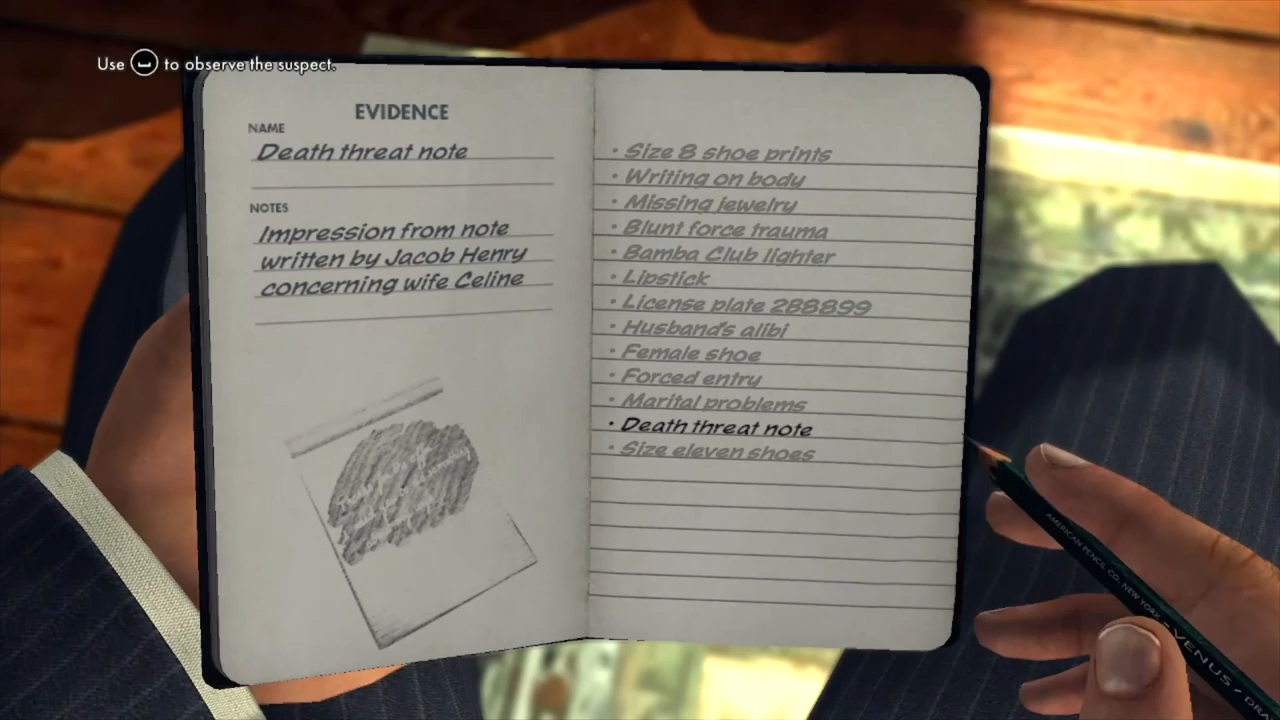 Use to observe the suspect.
EVIDENCE
NAME
Death threat note
NOTES
Impression from note
written by Jacob Henry
concerning wife Celine
· Size 8 shoe prints
· Writing on body
· Missing jewelry
· Blunt force trauma
· Bamba Club lighter
· Lipstick
· License plate 2B8899
· Husband's alibi
· Female shoe
· Forced entry
· Marital problems
· Death threat note
· Size eleven shoes
AMERICAN PENCIL CO. NEW YORK - VENUS /